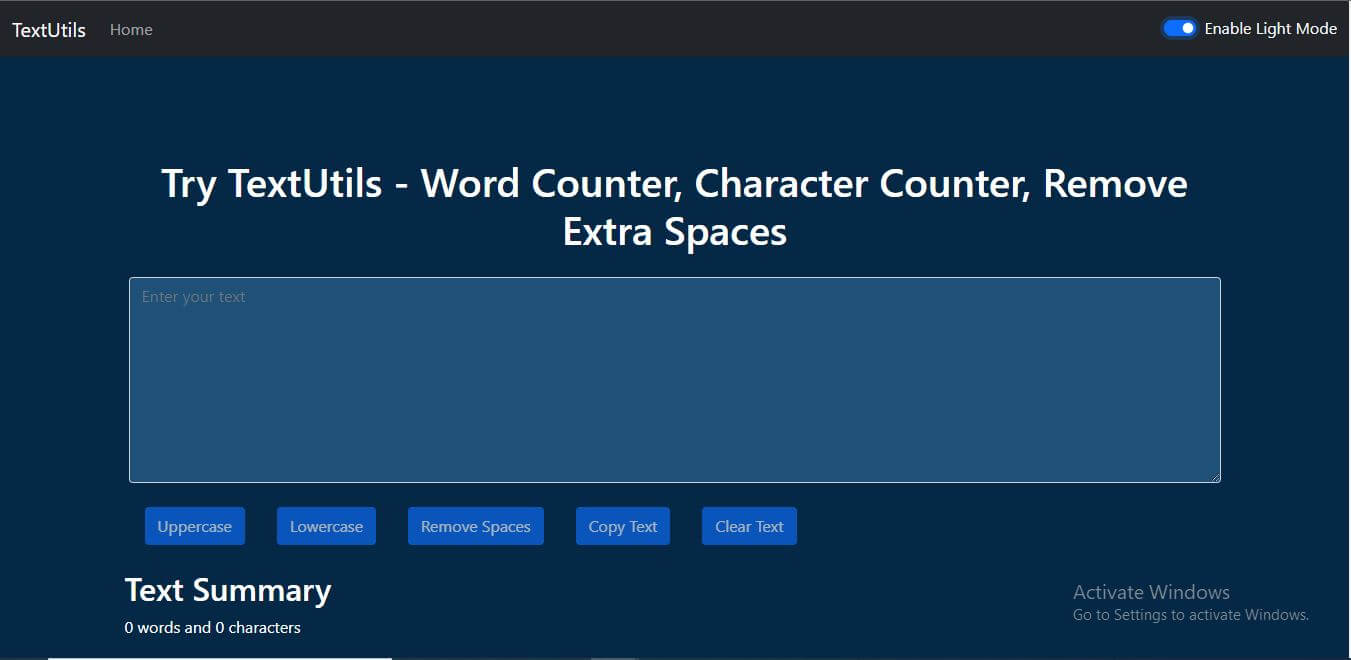 TextUtils Home Enable Light Mode
Try TextUtils - Word Counter, Character Counter, Remove
Extra Spaces
Enter your text
Uppercase Lowercase Remove Spaces Copy Text Clear Text
Text Summary
0 words and 0 characters
Activate Windows
Go to Settings to activate Windows.